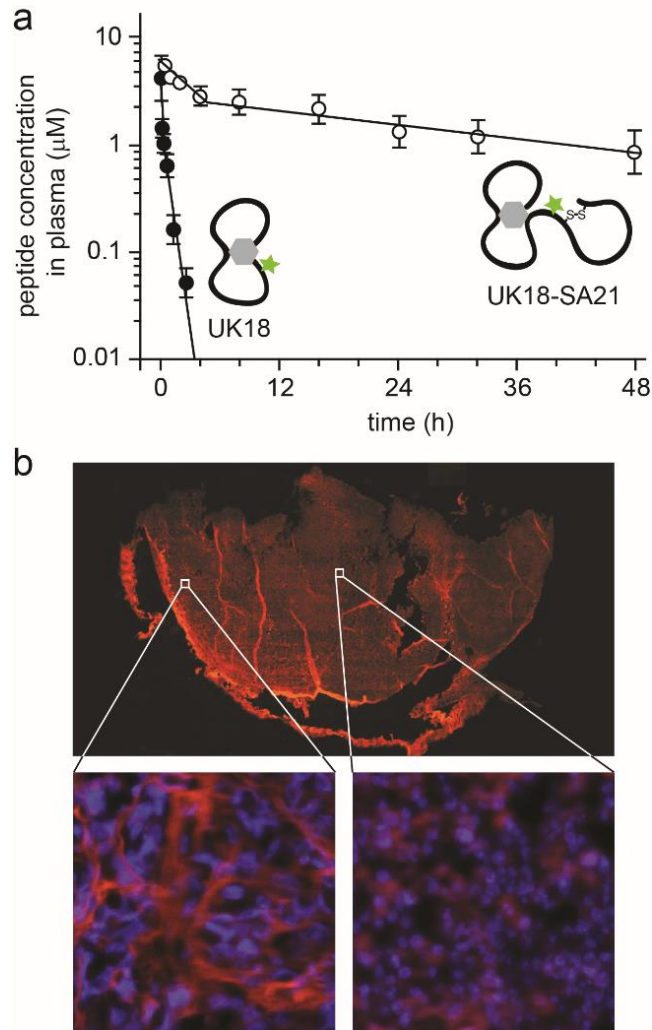 a
peptide concentration
in plasma (μM)
10
1
0.1
0.01
UK18
S-S
UK18-SA21
0
12
24
36
48
time (h)
b